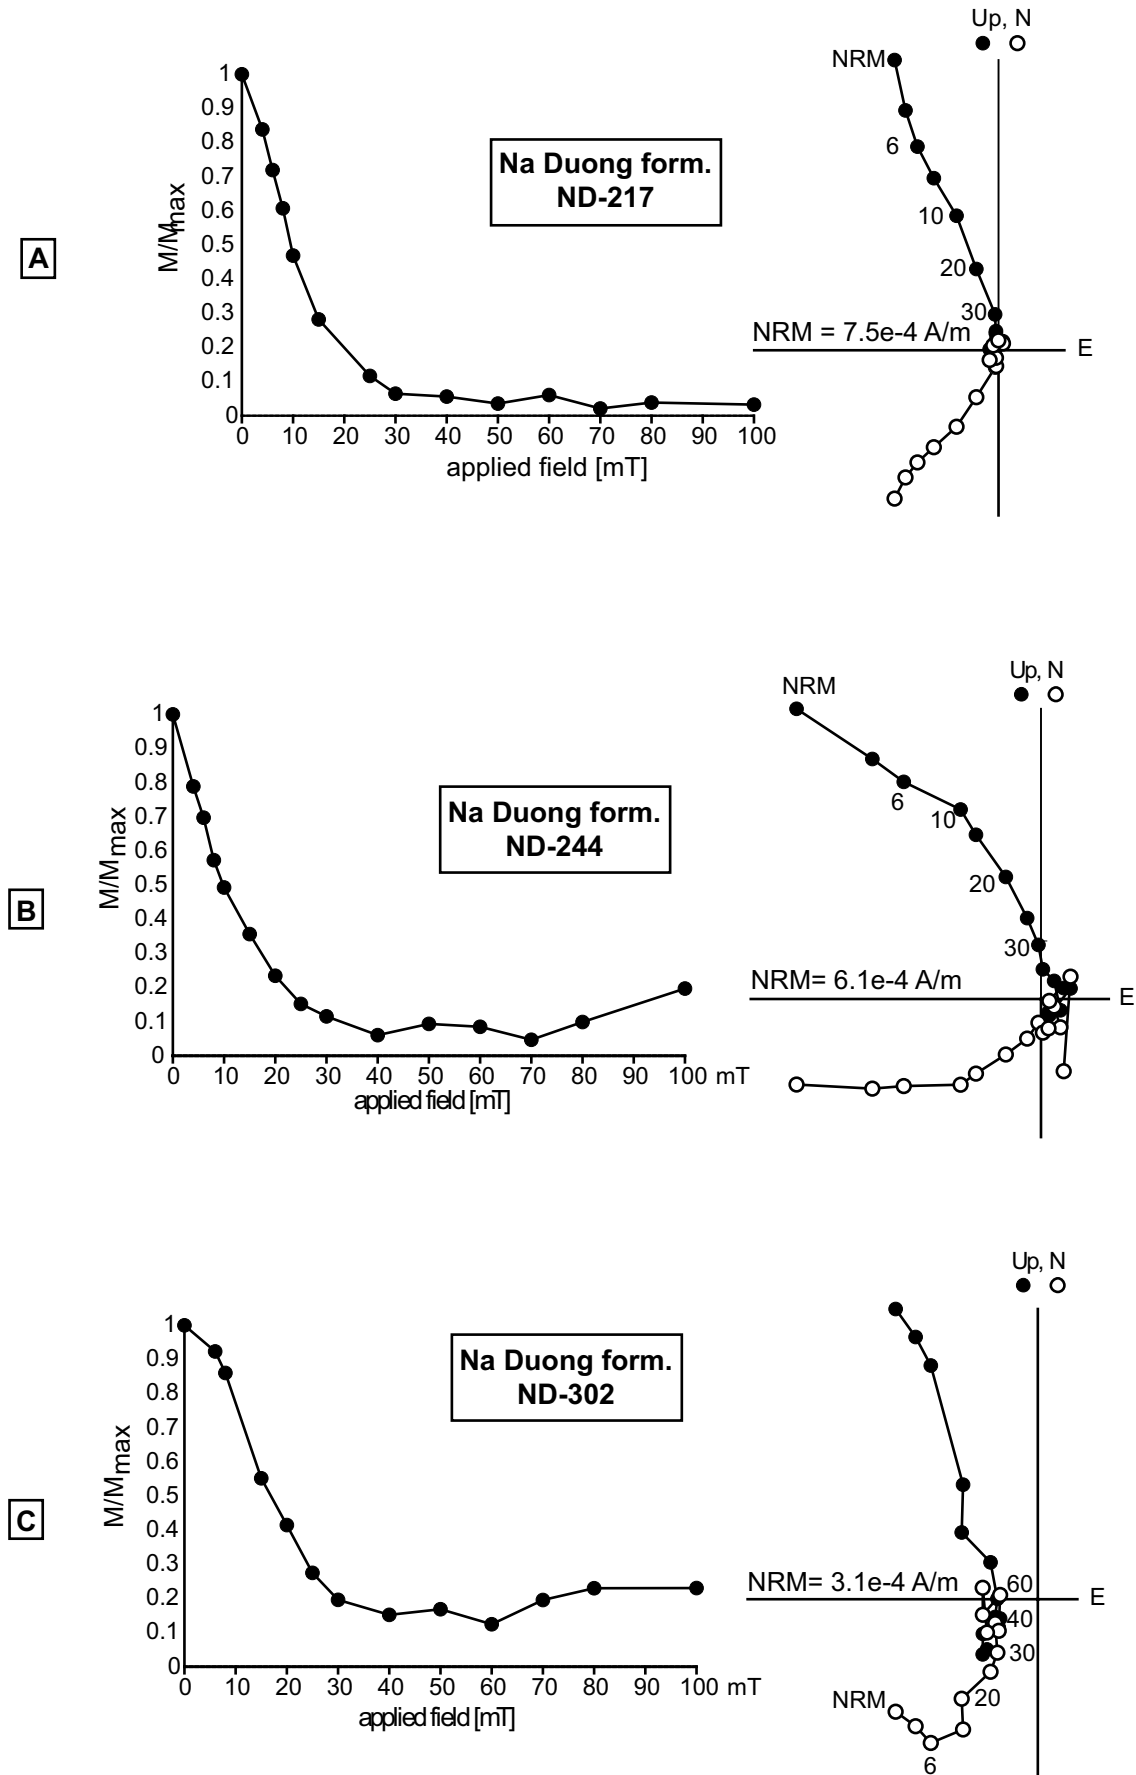 A
Up, N
NRM
6
10
20
30
NRM = 7.5e-4 A/m
E
Na Duong form.
ND-217
M/Mmax
1
0.9
0.8
0.7
0.6
0.5
0.4
0.3
0.2
0.1
0
0 10 20 30 40 50 60 70 80 90 100
applied field [mT]
B
Up, N
NRM
6
10
20
30
NRM= 6.1e-4 A/m
E
Na Duong form.
ND-244
M/Mmax
1
0.9
0.8
0.7
0.6
0.5
0.4
0.3
0.2
0.1
0
0 10 20 30 40 50 60 70 80 90 100 mT
applied field [mT]
C
Up, N
NRM= 3.1e-4 A/m
E
60
40
30
20
NRM
6
Na Duong form.
ND-302
M/Mmax
1
0.9
0.8
0.7
0.6
0.5
0.4
0.3
0.2
0.1
0
0 10 20 30 40 50 60 70 80 90 100 mT
applied field [mT]